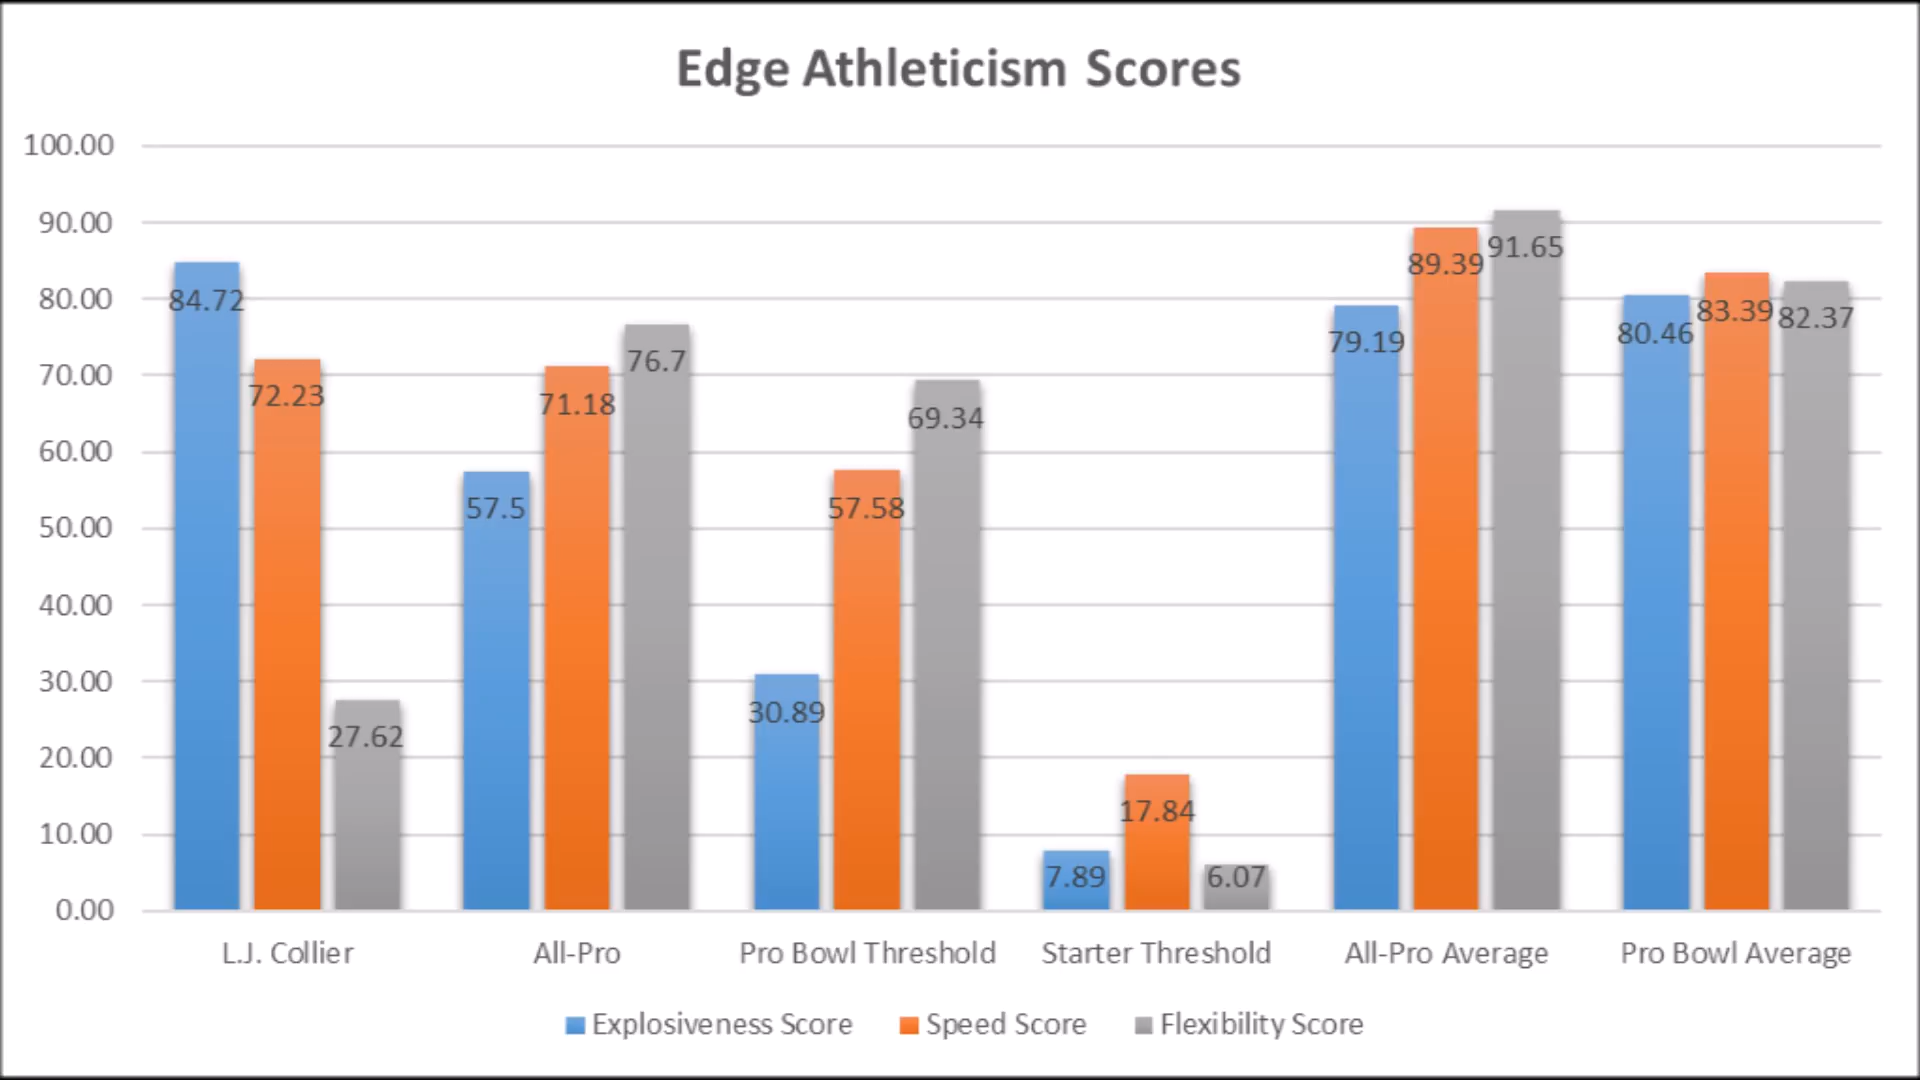 Edge Athleticism Scores
100.00
90.00
80.00
70.00
60.00
50.00
40.00
30.00
20.00
10.00
0.00
84.72
72.23
27.62
57.5
71.18
76.7
30.89
57.58
69.34
7.89
17.84
6.07
79.19
89.39
91.65
80.46
83.39
82.37
L.J. Collier
All-Pro
Pro Bowl Threshold
Starter Threshold
All-Pro Average
Pro Bowl Average
Explosiveness Score
Speed Score
Flexibility Score